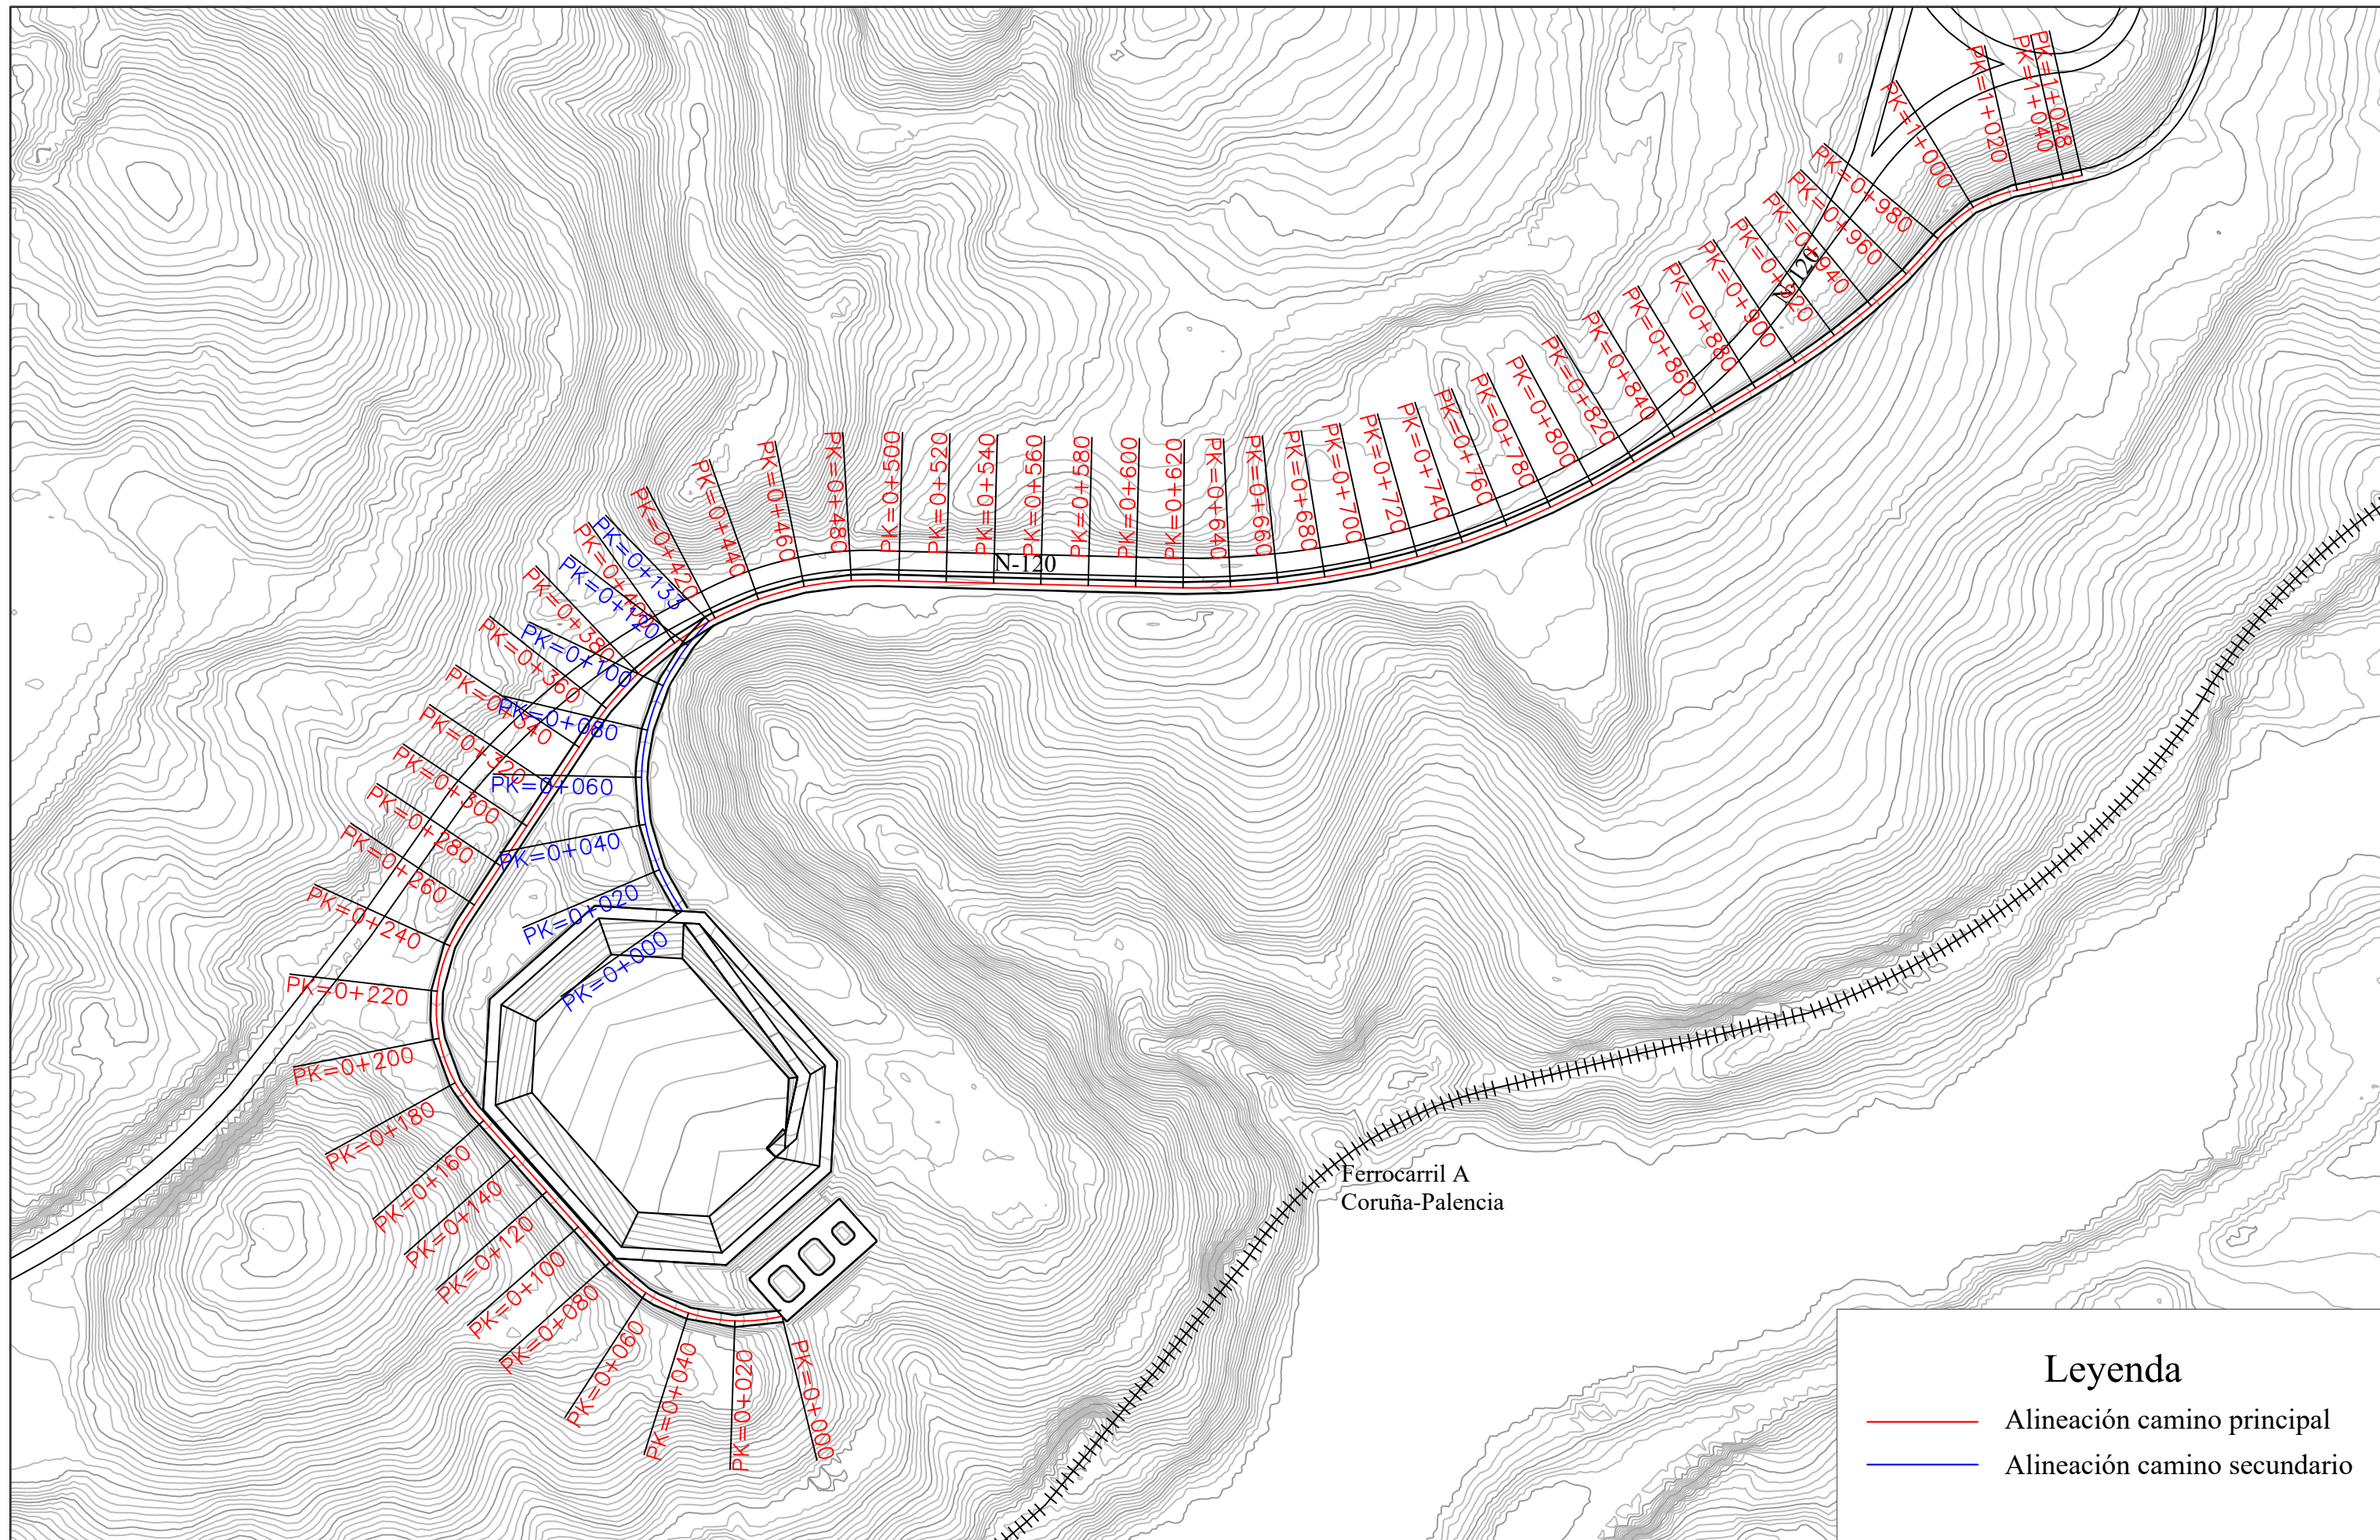 PK=1+048
PK=1+040
PK=1+020
PK=1+000
PK=0+980
PK=0+960
PK=0+940
PK=0+920
PK=0+900
PK=0+880
PK=0+860
PK=0+840
PK=0+820
PK=0+800
PK=0+780
PK=0+760
PK=0+740
PK=0+720
PK=0+700
PK=0+680
PK=0+660
PK=0+640
PK=0+620
PK=0+600
PK=0+580
PK=0+560
PK=0+540
PK=0+520
PK=0+500
PK=0+480
PK=0+460
PK=0+440
PK=0+420
PK=0+400
PK=0+380
PK=0+360
PK=0+340
PK=0+320
PK=0+300
PK=0+280
PK=0+260
PK=0+240
PK=0+220
PK=0+200
PK=0+180
PK=0+160
PK=0+140
PK=0+120
PK=0+100
PK=0+080
PK=0+060
PK=0+040
PK=0+020
PK=0+000
PK=0+133
PK=0+120
PK=0+100
PK=0+080
PK=0+060
PK=0+040
PK=0+020
PK=0+000
N-120
N-120
Ferrocarril A
Coruña-Palencia
Leyenda
Alineación camino principal
Alineación camino secundario